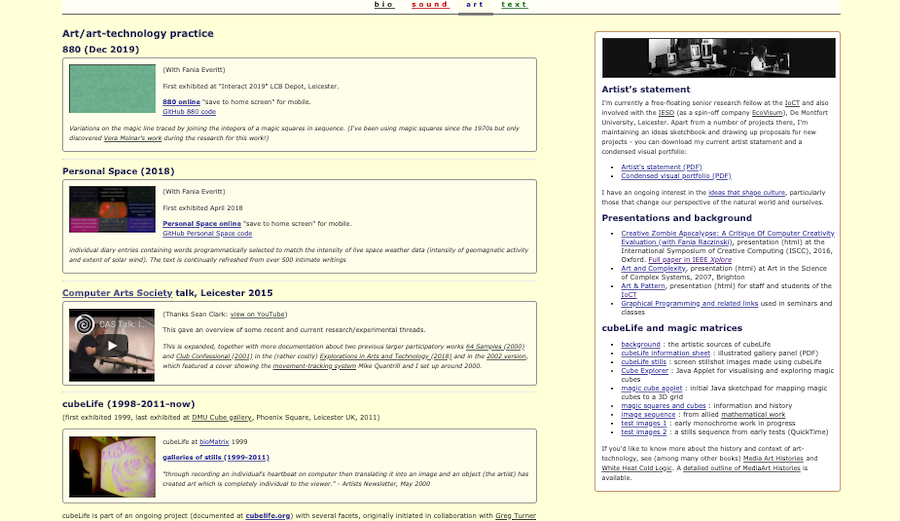 bio sound art text
Art/art-technology practice
880 (Dec 2019)
(With Fania Everitt)
First exhibited at "Interact 2019" LCB Depot, Leicester.
880 online "save to home screen" for mobile.
GitHub 880 code
Variations on the magic line traced by joining the integers of a magic squares in sequence. (I've been using magic squares since the 1970s but only
discovered Vera Molnar's work during the research for this work!)
Personal Space (2018)
(With Fania Everitt)
First exhibited April 2018
Personal Space online "save to home screen" for mobile.
GitHub Personal Space code
individual diary entries containing words programmatically selected to match the intensity of live space weather data (intensity of geomagnetic activity
and extent of solar wind). The text is continually refreshed from over 500 intimate writings
Computer Arts Society talk, Leicester 2015
CAS Talk: I...
(Thanks Sean Clark: view on YouTube)
This gave an overview of some recent and current research/experimental threads.
This is expanded, together with more documentation about two previous larger participatory works 64 Samples (2000)
and Club Confessional (2001) in the (rather costly) Explorations in Arts and Technology (2018) and in the 2002 version,
which featured a cover showing the movement-tracking system Mike Quantrill and I set up around 2000.
cubeLife (1998-2011-now)
(first exhibited 1999, last exhibited at DMU Cube gallery, Phoenix Square, Leicester UK, 2011)
cubeLife at bioMatrix 1999
galleries of stills (1999-2011)
"through recording an individual's heartbeat on computer then translating it into an image and an object (the artist) has
created art which is completely individual to the viewer." - Artists Newsletter, May 2000
cubeLife is part of an ongoing project (documented at cubelife.org) with several facets, originally initiated in collaboration with Greg Turner
Artist's statement
I'm currently a free-floating senior research fellow at the IoCT and also
involved with the IESD (as a spin-off company EcoVisum), De Montfort
University, Leicester. Apart from a number of projects there, I'm
maintaining an ideas sketchbook and drawing up proposals for new
projects - you can download my current artist statement and a
condensed visual portfolio:
• Artist's statement (PDF)
• Condensed visual portfolio (PDF)
I have an ongoing interest in the ideas that shape culture, particularly
those that change our perspective of the natural world and ourselves.
Presentations and background
• Creative Zombie Apocalypse: A Critique Of Computer Creativity
Evaluation (with Fania Raczinski), presentation (html) at the
International Symposium of Creative Computing (ISCC), 2016,
Oxford. Full paper in IEEE Xplore
• Art and Complexity, presentation (html) at Art in the Science
of Complex Systems, 2007, Brighton
• Art & Pattern, presentation (html) for staff and students of the
IoCT
• Graphical Programming and related links used in seminars and
classes
cubeLife and magic matrices
• background : the artistic sources of cubeLife
• cubeLife information sheet : illustrated gallery panel (PDF)
• cubeLife stills : screen stillshot images made using cubeLife
• Cube Explorer : Java Applet for visualising and exploring magic
cubes
• magic cube applet : initial Java sketchpad for mapping magic
cubes to a 3D grid
• magic squares and cubes : information and history
• image sequence : from allied mathematical work
• test images 1 : early monochrome work in progress
• test images 2 : a stills sequence from early tests (QuickTime)
If you'd like to know more about the history and context of art-
technology, see (among many other books) Media Art Histories and
White Heat Cold Logic. A detailed outline of MediaArt Histories is
available.